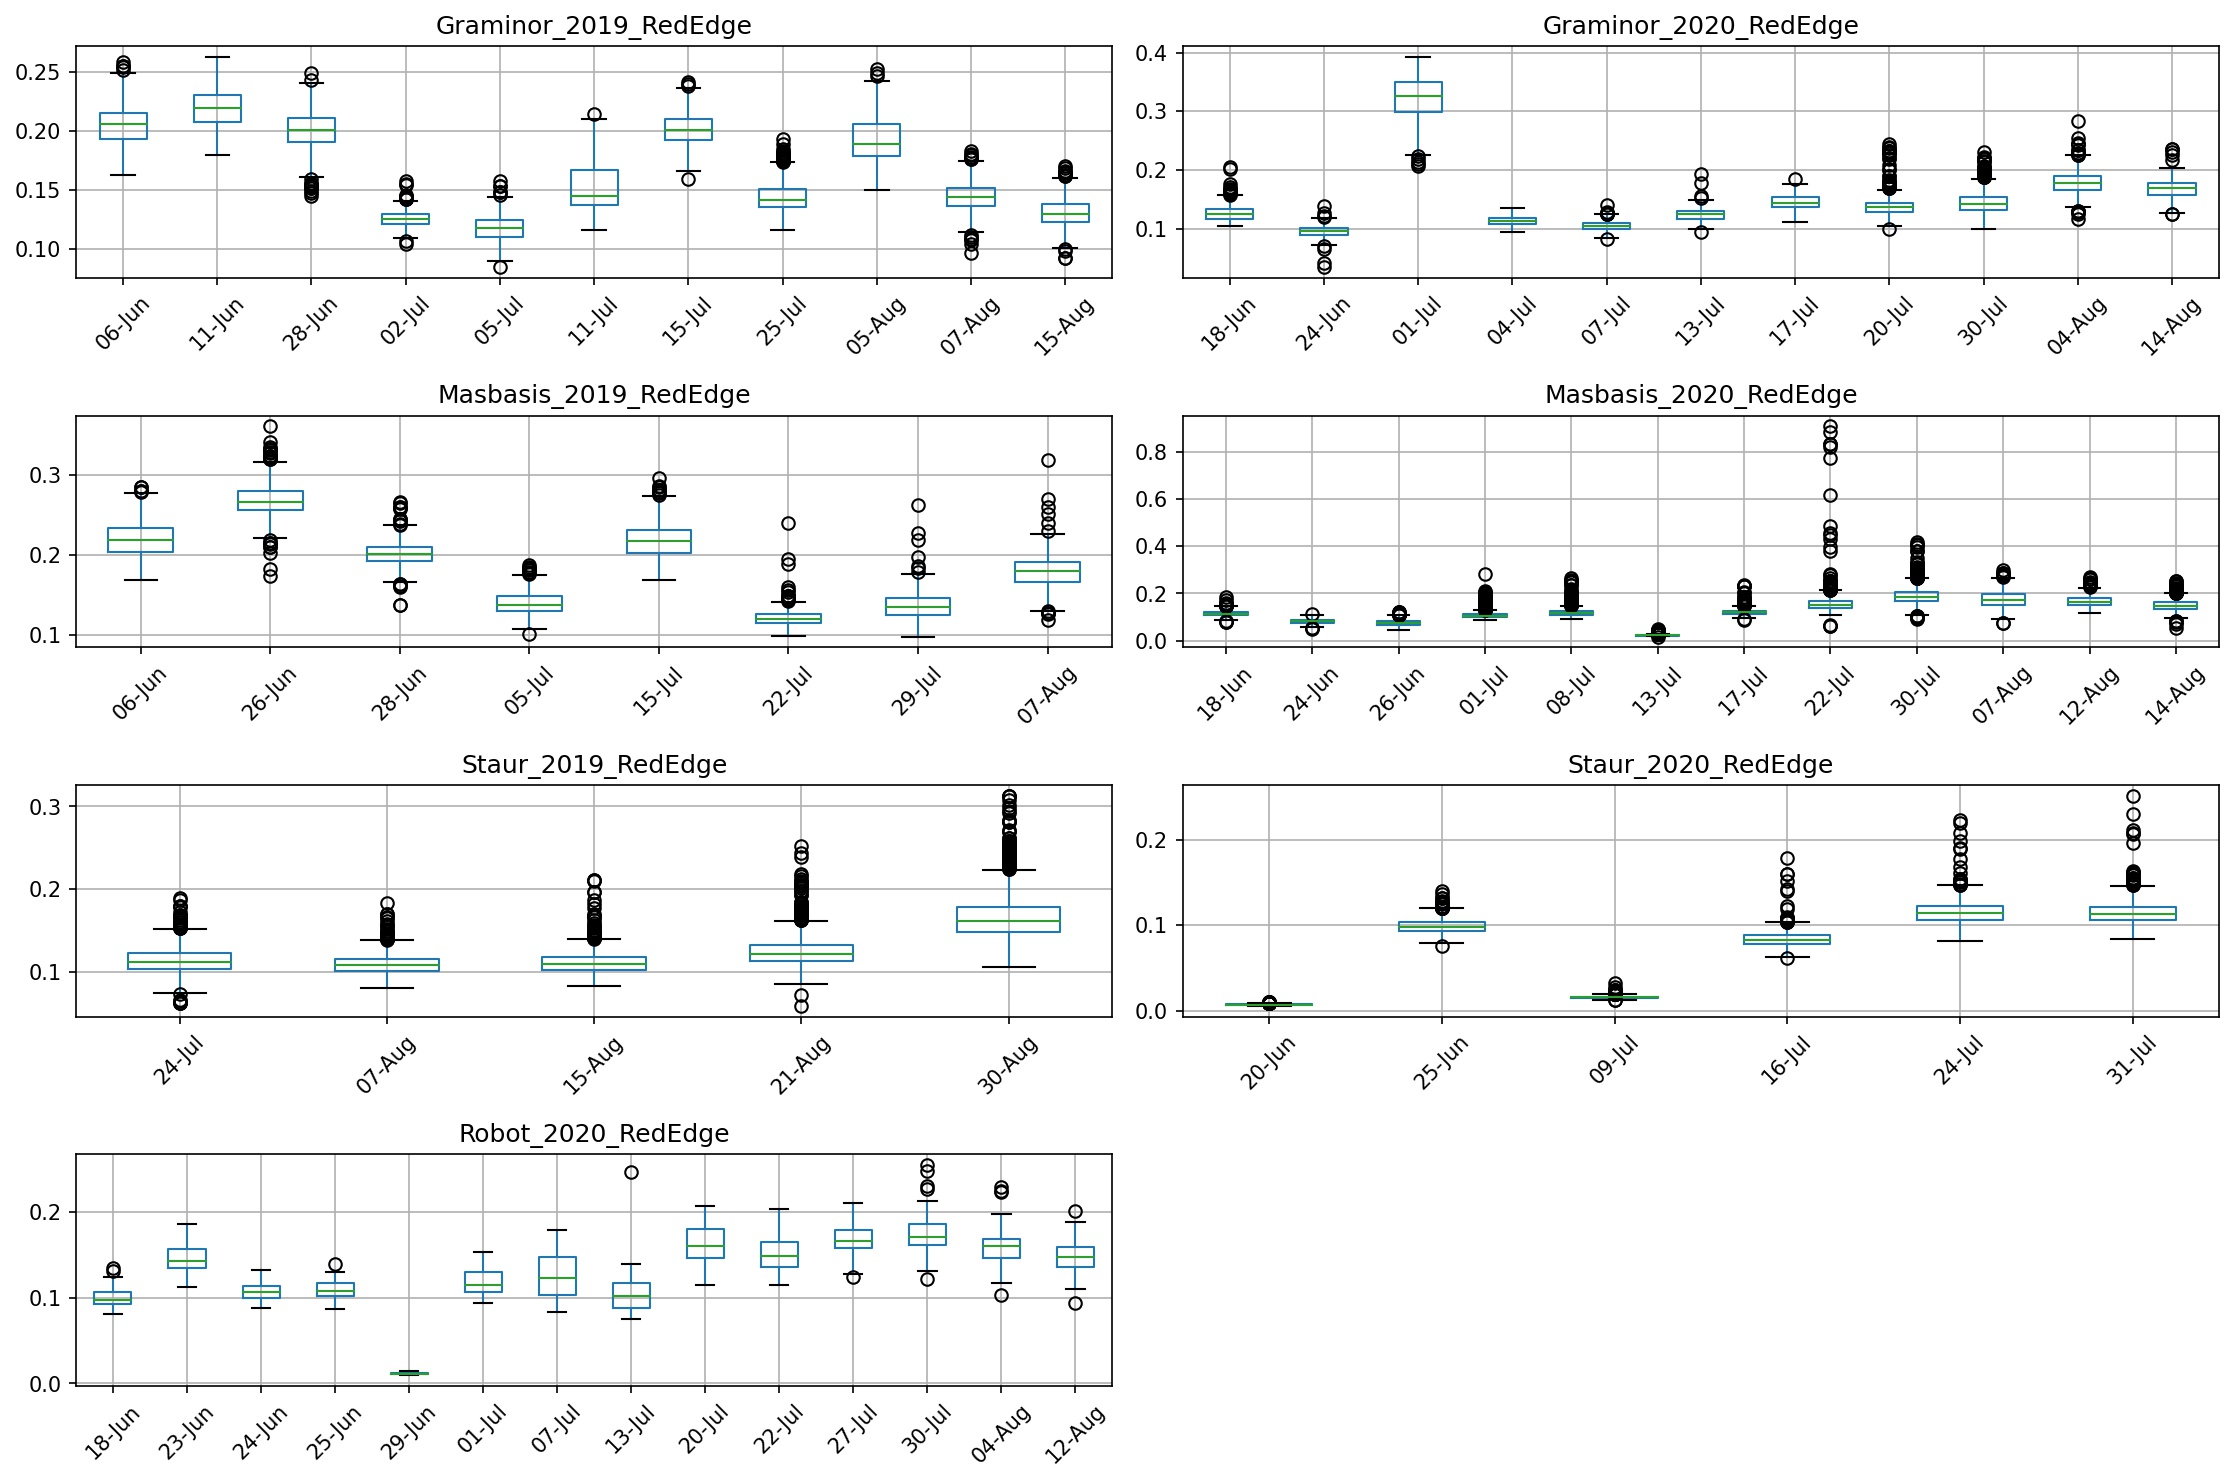 Graminor_2019_RedEdge
0.25
0.20
0.15
0.10
06-Jun 11-Jun 28-Jun 02-Jul 05-Jul 11-Jul 15-Jul 25-Jul 05-Aug 07-Aug 15-Aug
Graminor_2020_RedEdge
0.4
0.3
0.2
0.1
18-Jun 24-Jun 01-Jul 04-Jul 07-Jul 13-Jul 17-Jul 20-Jul 30-Jul 04-Aug 14-Aug
Masbasis_2019_RedEdge
0.3
0.2
0.1
06-Jun 26-Jun 28-Jun 05-Jul 15-Jul 22-Jul 29-Jul 07-Aug
Masbasis_2020_RedEdge
0.8
0.6
0.4
0.2
0.0
18-Jun 24-Jun 26-Jun 01-Jul 08-Jul 13-Jul 17-Jul 22-Jul 30-Jul 07-Aug 12-Aug 14-Aug
Staur_2019_RedEdge
0.3
0.2
0.1
24-Jul 07-Aug 15-Aug 21-Aug 30-Aug
Staur_2020_RedEdge
0.2
0.1
0.0
20-Jun 25-Jun 09-Jul 16-Jul 24-Jul 31-Jul
Robot_2020_RedEdge
0.2
0.1
0.0
18-Jun 23-Jun 24-Jun 25-Jun 29-Jun 01-Jul 07-Jul 13-Jul 20-Jul 22-Jul 27-Jul 30-Jul 04-Aug 12-Aug